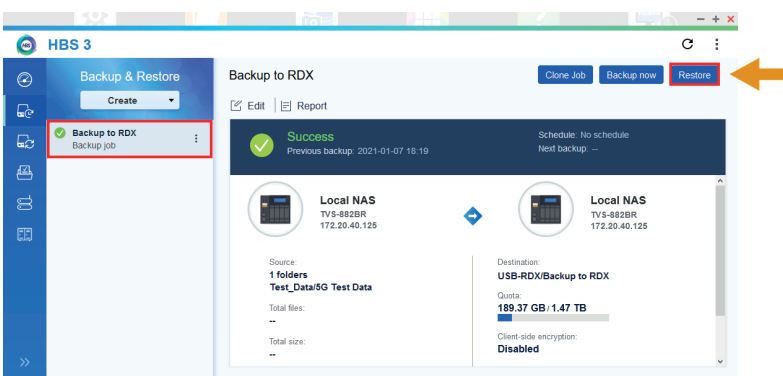 HBS 3
Backup & Restore
Create
Backup to RDX
Backup job
Backup to RDX
Clone Job
Backup now
Restore
Edit
Report
Success
Previous backup: 2021-01-07 18:19
Schedule: No schedule
Next backup: --
Local NAS
TVS-882BR
172.20.40.125
Local NAS
TVS-882BR
172.20.40.125
Source:
1 folders
Test_Data/5G Test Data
Total files:
--
Total size:
--
Destination:
USB-RDX/Backup to RDX
Quota:
189.37 GB / 1.47 TB
Client-side encryption:
Disabled